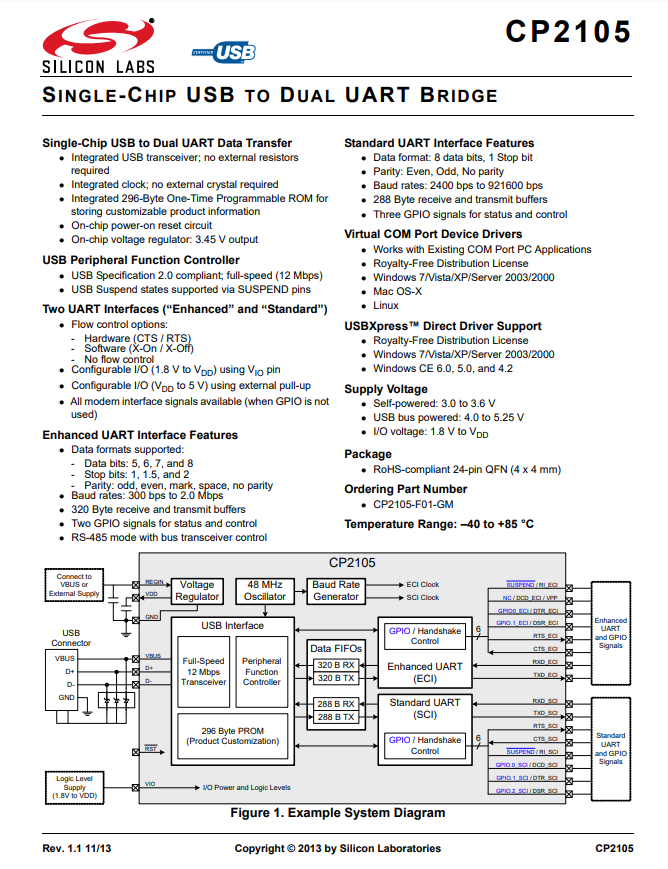 SILICON LABS
CERTIFIED USB
CP2105
SINGLE-CHIP USB TO DUAL UART BRIDGE
Single-Chip USB to Dual UART Data Transfer
● Integrated USB transceiver; no external resistors
required
● Integrated clock; no external crystal required
● Integrated 296-Byte One-Time Programmable ROM for
storing customizable product information
● On-chip power-on reset circuit
● On-chip voltage regulator: 3.45 V output
USB Peripheral Function Controller
● USB Specification 2.0 compliant; full-speed (12 Mbps)
● USB Suspend states supported via SUSPEND pins
Two UART Interfaces (“Enhanced” and “Standard”)
● Flow control options:
- Hardware (CTS / RTS)
- Software (X-On / X-Off)
- No flow control
● Configurable I/O (1.8 V to VDD) using VIO pin
● Configurable I/O (VDD to 5 V) using external pull-up
● All modem interface signals available (when GPIO is not
used)
Enhanced UART Interface Features
● Data formats supported:
- Data bits: 5, 6, 7, and 8
- Stop bits: 1, 1.5, and 2
- Parity: odd, even, mark, space, no parity
● Baud rates: 300 bps to 2.0 Mbps
● 320 Byte receive and transmit buffers
● Two GPIO signals for status and control
● RS-485 mode with bus transceiver control
Standard UART Interface Features
● Data format: 8 data bits, 1 Stop bit
● Parity: Even, Odd, No parity
● Baud rates: 2400 bps to 921600 bps
● 288 Byte receive and transmit buffers
● Three GPIO signals for status and control
Virtual COM Port Device Drivers
● Works with Existing COM Port PC Applications
● Royalty-Free Distribution License
● Windows 7/Vista/XP/Server 2003/2000
● Mac OS-X
● Linux
USBXpress™ Direct Driver Support
● Royalty-Free Distribution License
● Windows 7/Vista/XP/Server 2003/2000
● Windows CE 6.0, 5.0, and 4.2
Supply Voltage
● Self-powered: 3.0 to 3.6 V
● USB bus powered: 4.0 to 5.25 V
● I/O voltage: 1.8 V to VDD
Package
● RoHS-compliant 24-pin QFN (4 x 4 mm)
Ordering Part Number
● CP2105-F01-GM
Temperature Range: –40 to +85 °C
CP2105
Connect to
VBUS or
External Supply
REGIN
VDD
GND
Voltage
Regulator
48 MHz
Oscillator
Baud Rate
Generator
ECI Clock
SCI Clock
USB
Connector
VBUS
D+
D-
GND
VBUS
D+
D-
USB Interface
Full-Speed
12 Mbps
Transceiver
Peripheral
Function
Controller
296 Byte PROM
(Product Customization)
Data FIFOs
320 B RX
320 B TX
288 B RX
288 B TX
GPIO / Handshake
Control
6
Enhanced UART
(ECI)
Standard UART
(SCI)
GPIO / Handshake
Control
6
SUSPEND / RI_ECI
NC / DCD_ECI / VPP
GPIO0_ECI / DTR_ECI
GPIO.1_ECI / DSR_ECI
RTS_ECI
CTS_ECI
RXD_ECI
TXD_ECI
Enhanced
UART
and GPIO
Signals
RXD_SCI
TXD_SCI
RTS_SCI
CTS_SCI
SUSPEND / RI_SCI
GPIO.0_SCI / DCD_SCI
GPIO.1_SCI / DTR_SCI
GPIO.2_SCI / DSR_SCI
Standard
UART
and GPIO
Signals
RST
Logic Level
Supply
(1.8V to VDD)
VIO
I/O Power and Logic Levels
Figure 1. Example System Diagram
Rev. 1.1 11/13
Copyright © 2013 by Silicon Laboratories
CP2105